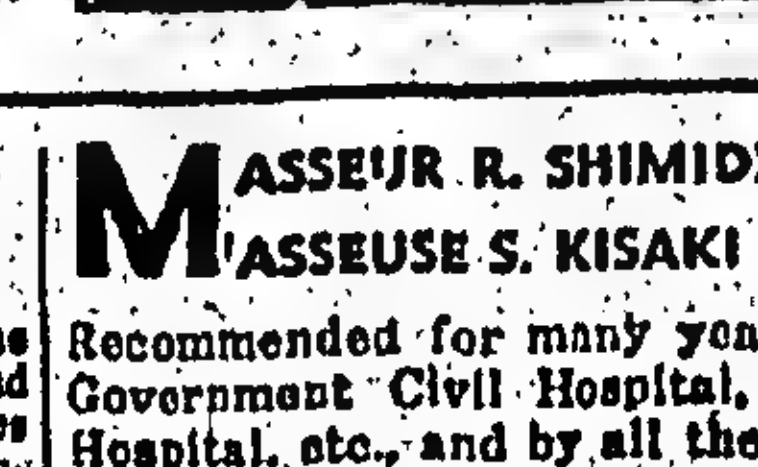 MASSEUR R. SHIMIDZ
MASSEUSE S. KISAKI
Recommended for many yea
Government Civil Hospital,
Hospital, etc., and by all the